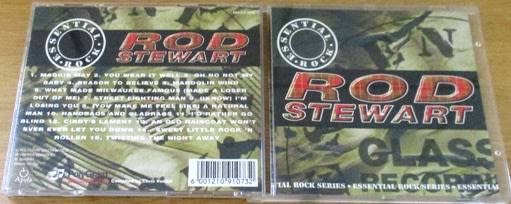 ESSENTIAL ROCK
ROD
STEWART
1. MAGGIE MAY 2. YOU WEAR IT WELL 3. OH NO NOT MY
BABY 4. REASON TO BELIEVE 5. MANDOLIN WIND
6. WHAT MADE MILWAUKEE FAMOUS (MADE A LOSER
OUT OF ME) 7. STREET FIGHTING MAN 8. (I KNOW) I'M
LOSING YOU 9. (YOU MAKE ME FEEL LIKE) A NATURAL
MAN 10. HANDBAGS AND GLADRAGS 11. I'D RATHER GO
BLIND 12. CINDY'S LAMENT 13. AN OLD RAINCOAT WON'T
EVER LET YOU DOWN 14. SWEET LITTLE ROCK 'N
ROLLER 15. TWISTING THE NIGHT AWAY
6001210910732
ESSENTIAL ROCK
N
ROD
STEWART
GLASS
RECORDI
TIAL ROCK SERIES • ESSENTIAL ROCK SERIES • ESSENTIAL